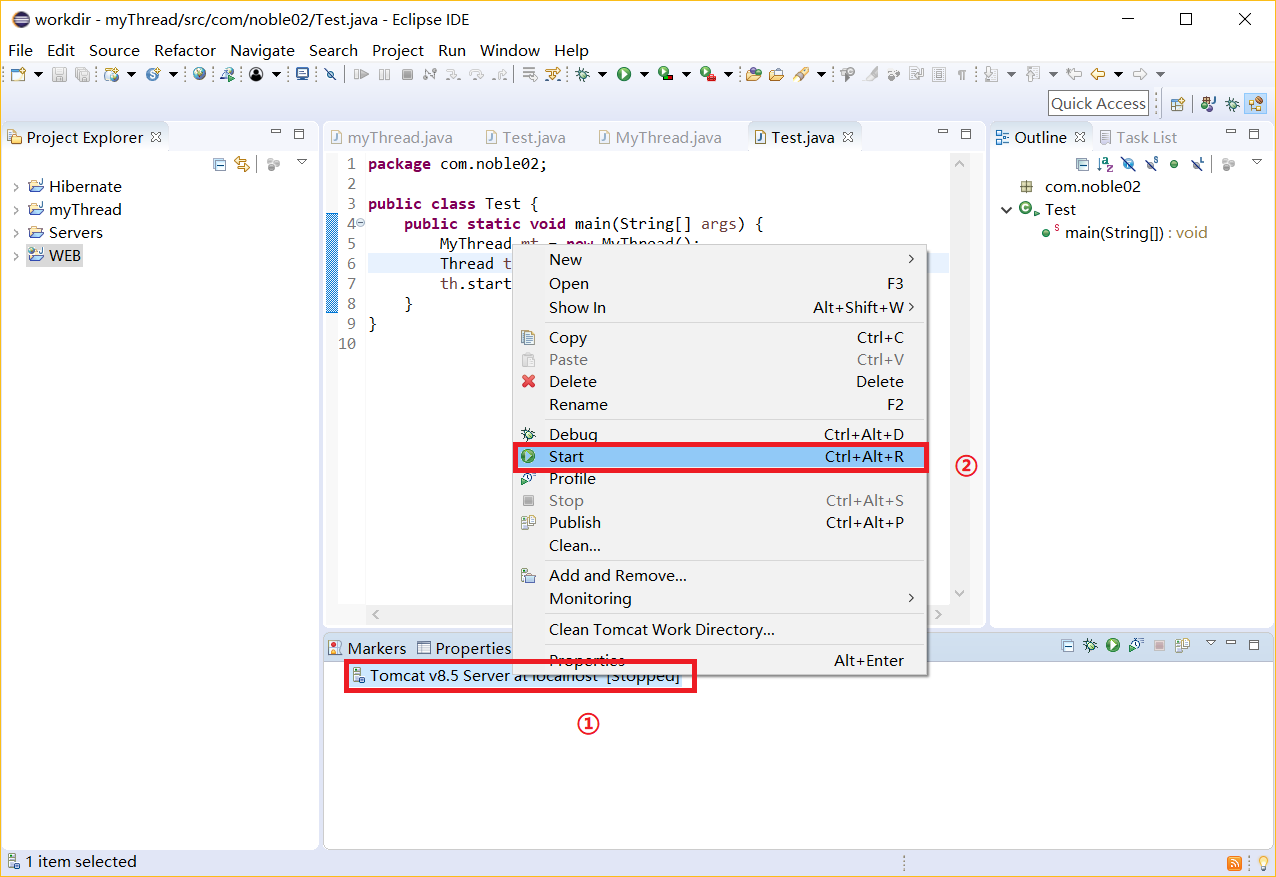 workdir - myThread/src/com/noble02/Test.java - Eclipse IDE
File Edit Source Refactor Navigate Search Project Run Window Help
Quick Access
Project Explorer
Hibernate
myThread
Servers
WEB
myThread.java Test.java MyThread.java Test.java
1 package com.noble02;
2
3 public class Test {
4 public static void main(String[] args) {
5 MyThread mt = new MyThread();
6 Thread t
7 th.start
8 }
9 }
10
New
Open F3
Show In Alt+Shift+W
Copy Ctrl+C
Paste Ctrl+V
Delete Delete
Rename F2
Debug Ctrl+Alt+D
Start Ctrl+Alt+R
②
Profile
Stop Ctrl+Alt+S
Publish Ctrl+Alt+P
Clean...
Add and Remove...
Monitoring
Clean Tomcat Work Directory...
Properties Alt+Enter
Outline Task List
com.noble02
Test
main(String[]) : void
Markers Properties
Tomcat v8.5 Server at localhost [Stopped]
①
1 item selected